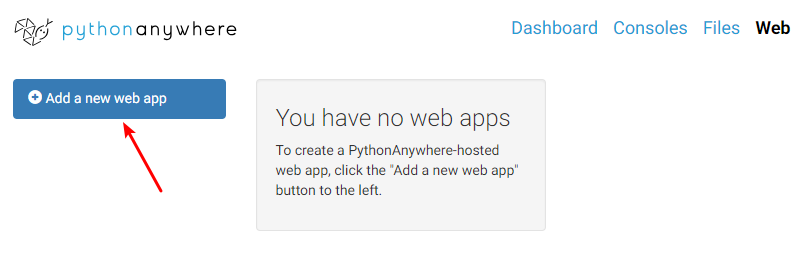 pythonanywhere
Dashboard Consoles Files Web
Add a new web app
You have no web apps
To create a PythonAnywhere-hosted
web app, click the "Add a new web app"
button to the left.